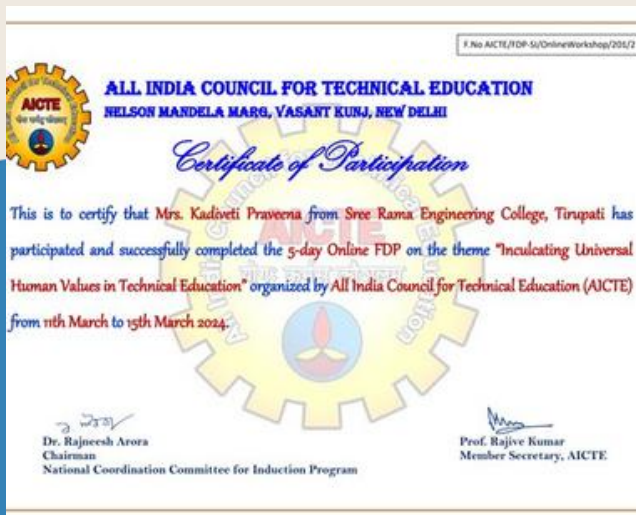 F.No AICTE/FDP-SI/OnlineWorkshop/201/2
AICTE
ALL INDIA COUNCIL FOR TECHNICAL EDUCATION
NELSON MANDELA MARG, VASANT KUNJ, NEW DELHI
Certificate of Participation
This is to certify that Mrs. Kadiveti Praveena from Sree Rama Engineering College, Tirupati has
participated and successfully completed the 5-day Online FDP on the theme "Inculcating Universal
Human Values in Technical Education" organized by All India Council for Technical Education (AICTE)
from 11th March to 15th March 2024.
Dr. Rajneesh Arora
Chairman
National Coordination Committee for Induction Program
Prof. Rajive Kumar
Member Secretary, AICTE